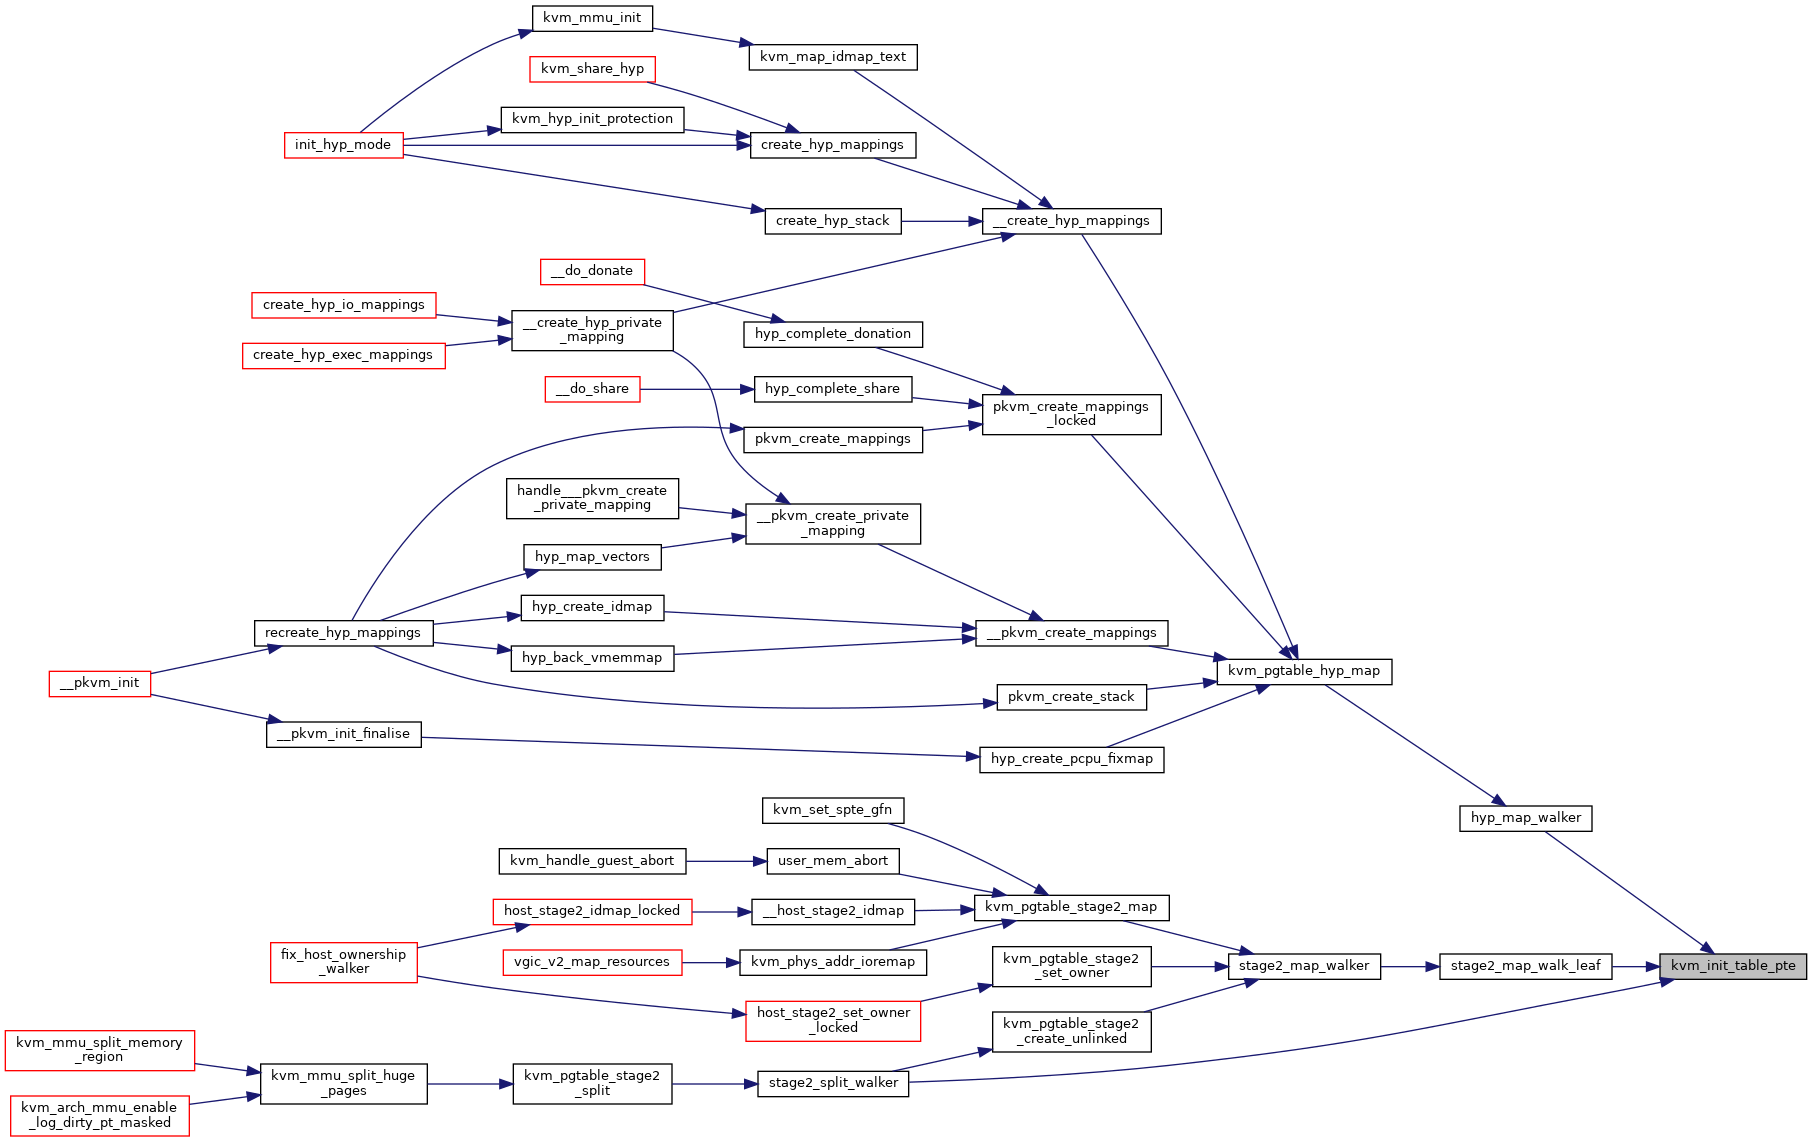 kvm_mmu_init
kvm_map_idmap_text
kvm_share_hyp
kvm_hyp_init_protection
init_hyp_mode
create_hyp_mappings
create_hyp_stack
__create_hyp_mappings
__do_donate
create_hyp_io_mappings
__create_hyp_private
_mapping
hyp_complete_donation
create_hyp_exec_mappings
__do_share
hyp_complete_share
pkvm_create_mappings
_locked
pkvm_create_mappings
handle___pkvm_create
_private_mapping
__pkvm_create_private
_mapping
hyp_map_vectors
hyp_create_idmap
recreate_hyp_mappings
__pkvm_create_mappings
hyp_back_vmemmap
kvm_pgtable_hyp_map
__pkvm_init
pkvm_create_stack
__pkvm_init_finalise
hyp_create_pcpu_fixmap
kvm_set_spte_gfn
hyp_map_walker
kvm_handle_guest_abort
user_mem_abort
host_stage2_idmap_locked
__host_stage2_idmap
kvm_pgtable_stage2_map
fix_host_ownership
_walker
vgic_v2_map_resources
kvm_phys_addr_ioremap
kvm_pgtable_stage2
_set_owner
stage2_map_walker
stage2_map_walk_leaf
kvm_init_table_pte
host_stage2_set_owner
_locked
kvm_pgtable_stage2
_create_unlinked
kvm_mmu_split_memory
_region
kvm_mmu_split_huge
_pages
kvm_pgtable_stage2
_split
stage2_split_walker
kvm_arch_mmu_enable
_log_dirty_pt_masked